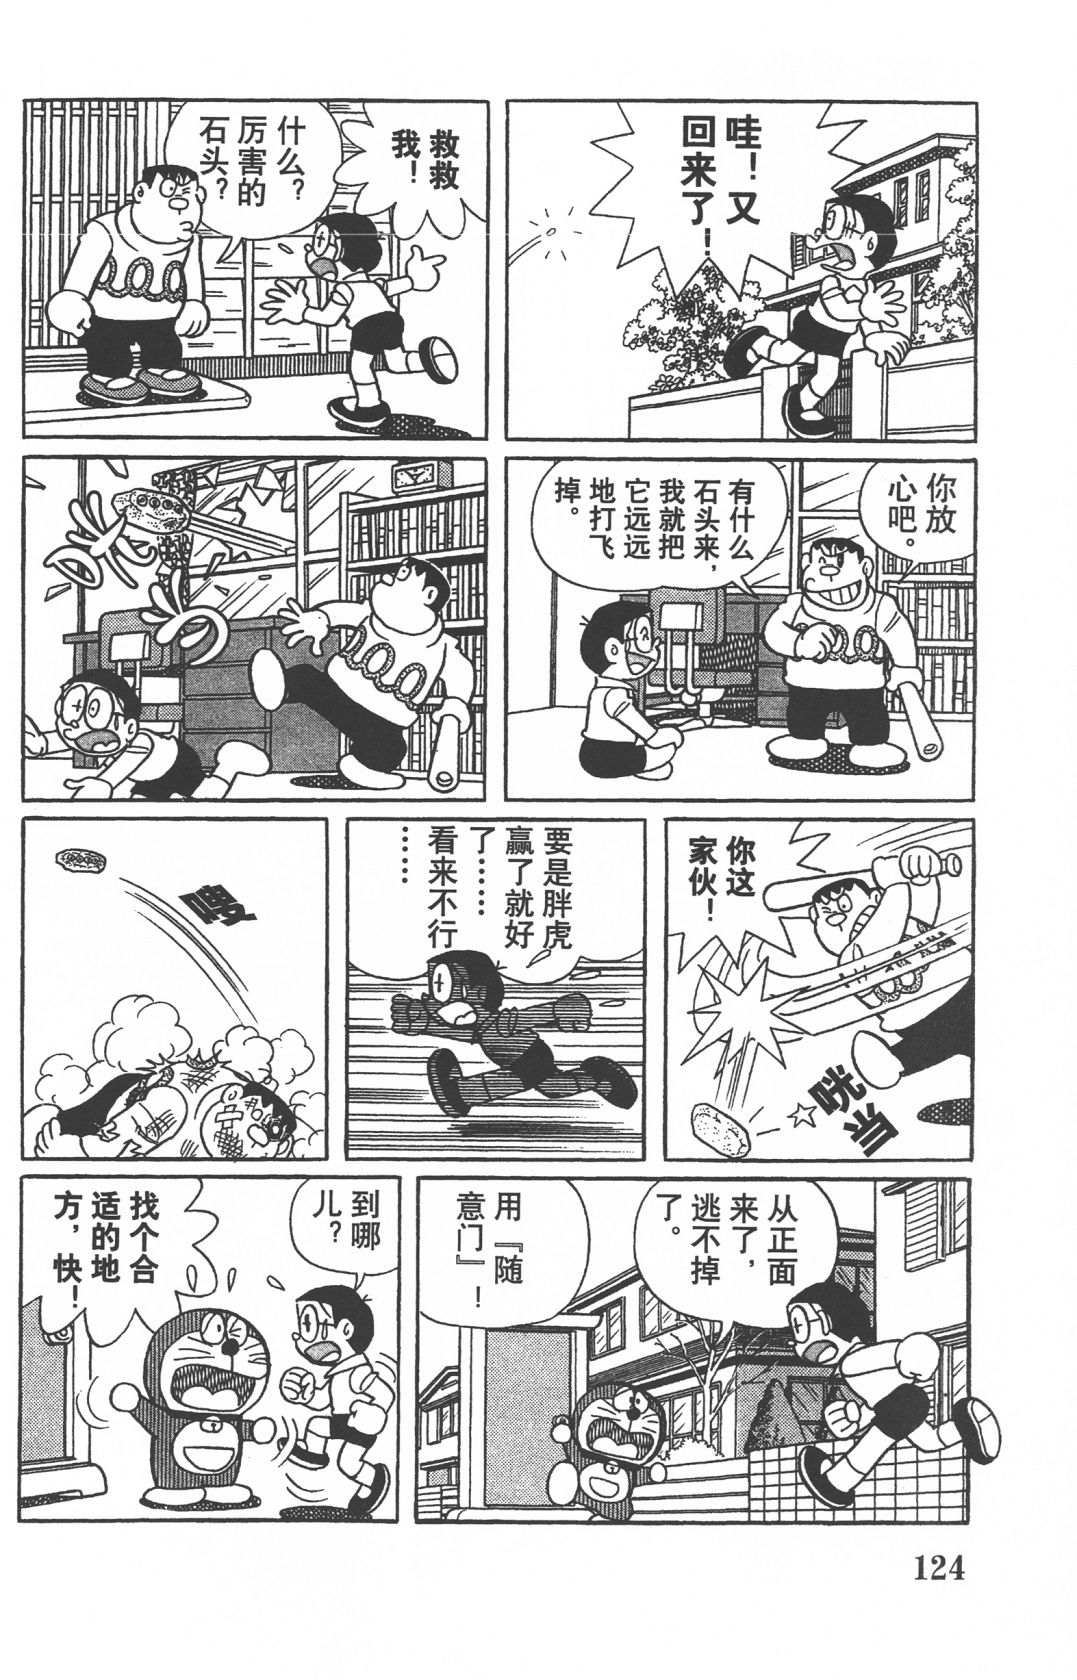 哇！又
回来了！
救救
我！
什么？
厉害的
石头？
你放
心吧。
有什么
石头来，
我就把
它远远
地打飞
掉。
咣
当
你这
家伙！
咣当
要是胖虎
赢了就好
了……
看来不行
……
嗖
从正面
来了，
逃不掉
了。
用『随
意门』！
到哪
儿？
找个合
适的地
方，快！
124